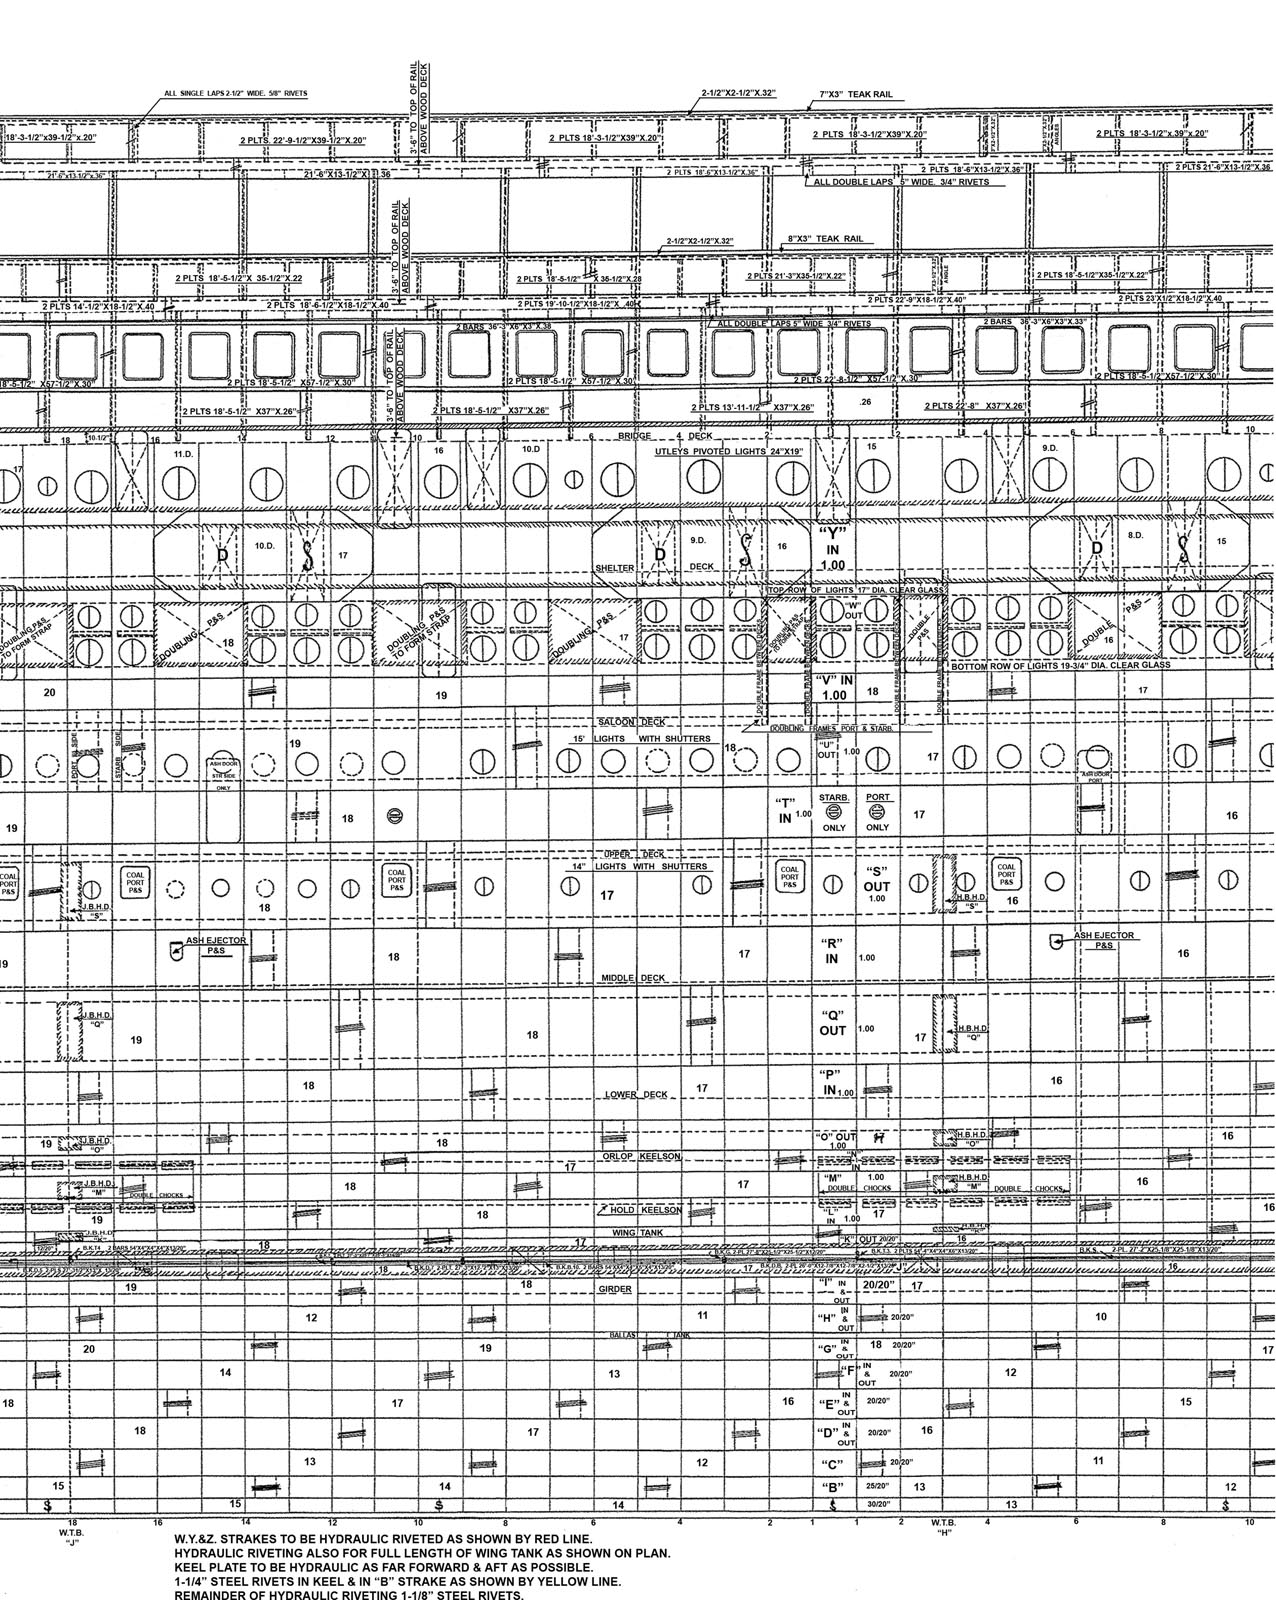 ALL SINGLE LAPS 2-1/2" WIDE. 5/8" RIVETS
3'-6" TO TOP OF RAIL
ABOVE WOOD DECK
2-1/2"X2-1/2"X.32"
7"X3" TEAK RAIL
18'-3-1/2"x39-1/2"x.20"
2 PLTS. 22'-9-1/2"X39-1/2"X.20"
2 PLTS 18'-3-1/2"X39"X.20"
2 PLTS 18'-3-1/2"X39"X.20"
2 PLTS 18'-3-1/2"x.39"x.20"
21'-6"x13-1/2"x.36"
21'-6"X13-1/2"X.36
2 PLTS 18'-6"X13-1/2"X.36"
2 PLTS 18'-6"X13-1/2"X.36"
2 PLTS 21'-6"X13-1/2"X.36
ALL DOUBLE LAPS 5" WIDE. 3/4" RIVETS
3'-6" TO TOP OF RAIL
ABOVE WOOD DECK.
2-1/2"X2-1/2"X.32"
8"X3" TEAK RAIL
2 PLTS 18'-5-1/2"X 35-1/2"X.22
2 PLTS 18'-5-1/2" X 35-1/2"X.28
2 PLTS 21'-3"X35-1/2"X.22"
2 PLTS 18'-5-1/2"X35-1/2"X.22"
2 PLTS 14'-1/2"X18-1/2"X.40
2 PLTS 18'-6-1/2"X18-1/2"X.40
2 PLTS 19'-10-1/2"X18-1/2"X .40"
2 PLTS 22'-9"X18-1/2"X.40"
2 PLTS 23'X1/2"X18-1/2"X.40
2 BARS 36'-3"X6"X3"X.38
ALL DOUBLE LAPS 5" WIDE 3/4") RIVETS
2 BARS 36'-3"X6"X3"X.33"
3'-6" TO TOP OF RAIL
ABOVE WOOD DECK
18'-5-1/2" X57-1/2"X.30"
2 PLTS 18'-5-1/2" X57-1/2"X.30"
2 PLTS 18'-5-1/2" X57-1/2"X.30"
2 PLTS 22'-8-1/2" X57-1/2"X.30"
2 PLTS 18'-5-1/2" X57-1/2"X.30"
2 PLTS 18'-5-1/2" X37"X.26"
2 PLTS 18'-5-1/2" X37"X.26"
2 PLTS 13'-11-1/2" X37"X.26"
.26
2 PLTS 22'-8" X37"X.26"
18 10-1/2" 16 14 12 10 8 6 BRIDGE 4 DECK 2 2 4 6 8 10
17 11.D. 16 10.D UTLEYS PIVOTED LIGHTS 24"X19" 15 9.D.
D 10.D. S 17 D 9.D. S 16 "Y" IN 1.00 D 8.D. S 15
SHELTER DECK
TOP ROW OF LIGHTS 17" DIA. CLEAR GLASS
DOUBLING P&S TO FORM STRAP
DOUBLING P&S 18
DOUBLING P&S TO FORM STRAP
DOUBLING P&S 17
"W" OUT
DOUBLE P&S
DOUBLE P&S 16
BOTTOM ROW OF LIGHTS 19-3/4" DIA. CLEAR GLASS
20 19 "V" IN 1.00 18 17
SALOON DECK
DOUBLING FRAMES PORT & STARB.
15' LIGHTS WITH SHUTTERS
PORT SIDE
STARB SIDE
19 18 "U" OUT 1.00 17
ASH DOOR STR SIDE ONLY
ASH DOOR PORT
19 18 "T" IN 1.00 STARB. ONLY PORT ONLY 17 16
UPPER DECK
14" LIGHTS WITH SHUTTERS
COAL PORT P&S
COAL PORT P&S
COAL PORT P&S
COAL PORT P&S
COAL PORT P&S
J.B.H.D. "S" 18 17 "S" OUT 1.00 H.B.H.D. "S" 16
19 ASH EJECTOR P&S 18 17 "R" IN 1.00 ASH EJECTOR P&S 16
MIDDLE DECK
J.B.H.D. "Q" 19 18 "Q" OUT 1.00 17 H.B.H.D. "Q"
18 17 "P" IN 1.00 16
LOWER DECK
19 J.B.H.D. "O" 18 "O" OUT 1.00 17 H.B.H.D. "O" 16
ORLOP KEELSON
17 "N" IN
J.B.H.D. "M" 18 17 "M" 1.00 H.B.H.D. "M" 16
DOUBLE CHOCKS DOUBLE CHOCKS DOUBLE CHOCKS
19 18 HOLD KEELSON "L" IN 1.00 17 16
J.B.H.D. "K" WING TANK
18 17 "K" OUT 20/20" 16
18 17 "J" 16
19 18 GIRDER "I" IN & OUT 20/20" 17
12 11 "H" IN & OUT 20/20" 10
BALLAST TANK
20 19 "G" IN & OUT 18 20/20" 17
14 13 "F" IN & OUT 20/20" 12
18 17 16 "E" IN & OUT 20/20" 15
18 17 "D" IN & OUT 20/20" 16
13 12 "C" 20/20" 11
15 14 "B" 25/20" 13 12
15 14 30/20" 13
18 16 14 12 10 8 6 4 2 1 1 2 W.T.B. 4 6 8 10
W.T.B. "J"
"H"
W.Y.&Z. STRAKES TO BE HYDRAULIC RIVETED AS SHOWN BY RED LINE.
HYDRAULIC RIVETING ALSO FOR FULL LENGTH OF WING TANK AS SHOWN ON PLAN.
KEEL PLATE TO BE HYDRAULIC AS FAR FORWARD & AFT AS POSSIBLE.
1-1/4" STEEL RIVETS IN KEEL & IN "B" STRAKE AS SHOWN BY YELLOW LINE.
REMAINDER OF HYDRAULIC RIVETING 1-1/8" STEEL RIVETS.